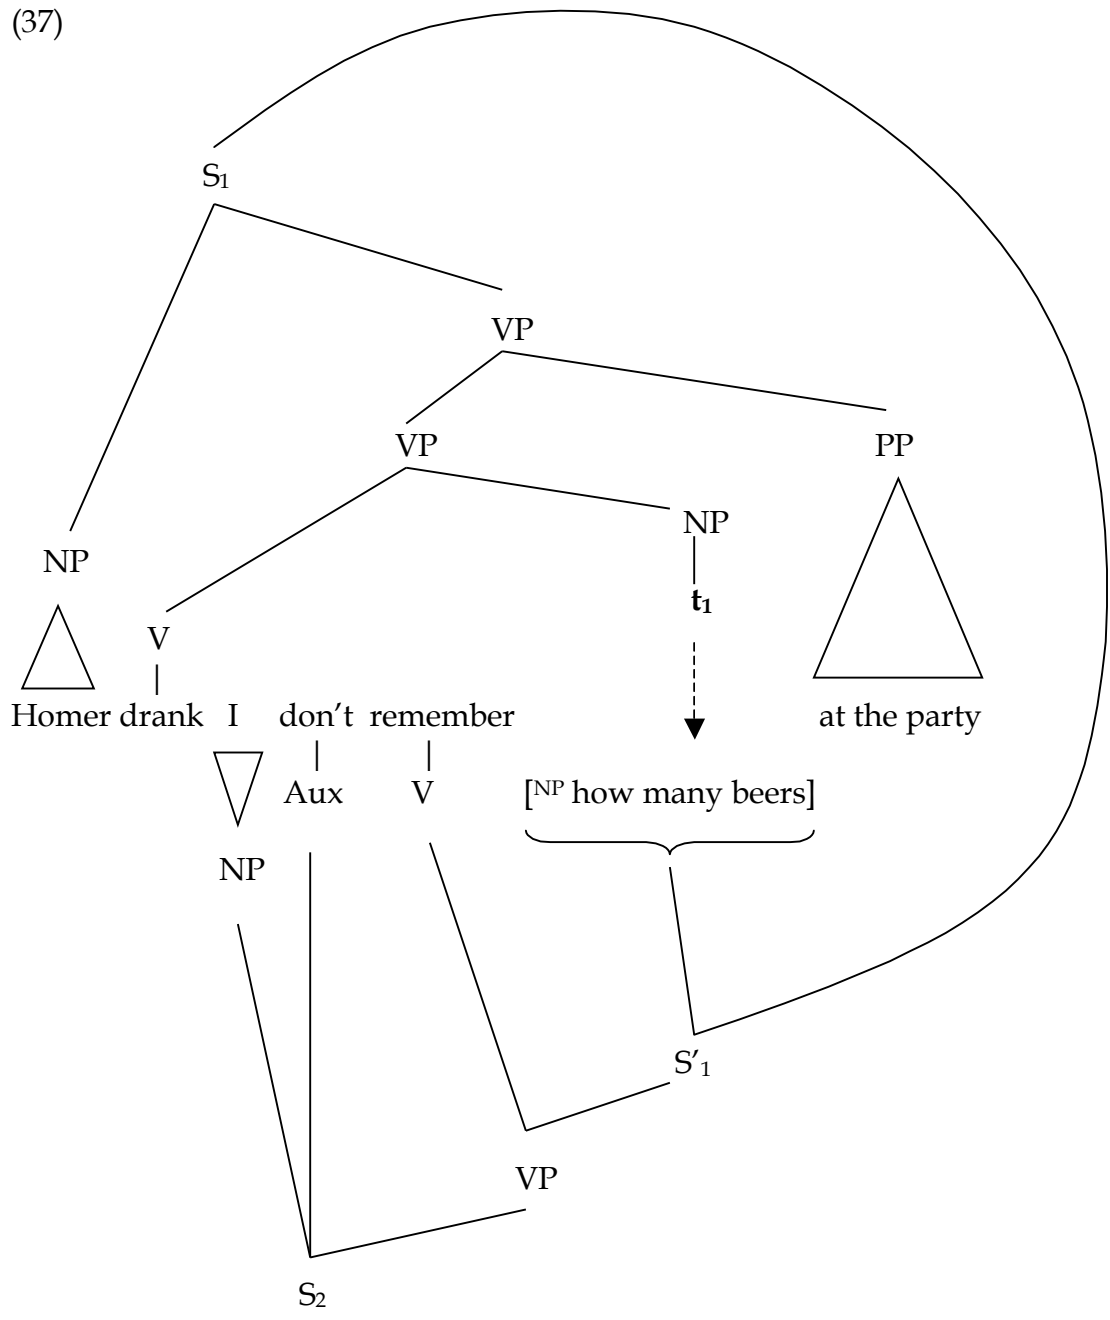 (37)
S₁
VP
VP PP
NP
NP
t₁
V
Homer drank I don’t remember at the party
Aux V [NP how many beers]
NP
S′₁
VP
S₂